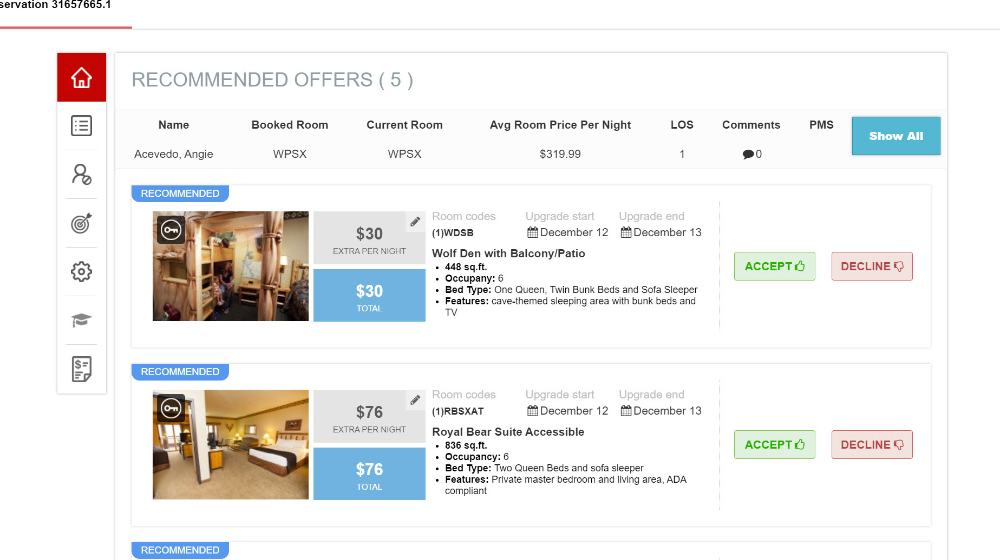 servation 31657665.1
RECOMMENDED OFFERS ( 5 )
Name Booked Room Current Room Avg Room Price Per Night LOS Comments PMS
Show All
Acevedo, Angie WPSX WPSX $319.99 1 0
RECOMMENDED
$30
EXTRA PER NIGHT
$30
TOTAL
Room codes Upgrade start Upgrade end
(1)WDSB December 12 December 13
Wolf Den with Balcony/Patio
• 448 sq.ft.
• Occupany: 6
• Bed Type: One Queen, Twin Bunk Beds and Sofa Sleeper
• Features: cave-themed sleeping area with bunk beds and
TV
ACCEPT DECLINE
RECOMMENDED
$76
EXTRA PER NIGHT
$76
TOTAL
Room codes Upgrade start Upgrade end
(1)RBSXAT December 12 December 13
Royal Bear Suite Accessible
• 836 sq.ft.
• Occupancy: 6
• Bed Type: Two Queen Beds and sofa sleeper
• Features: Private master bedroom and living area, ADA
compliant
ACCEPT DECLINE
RECOMMENDED